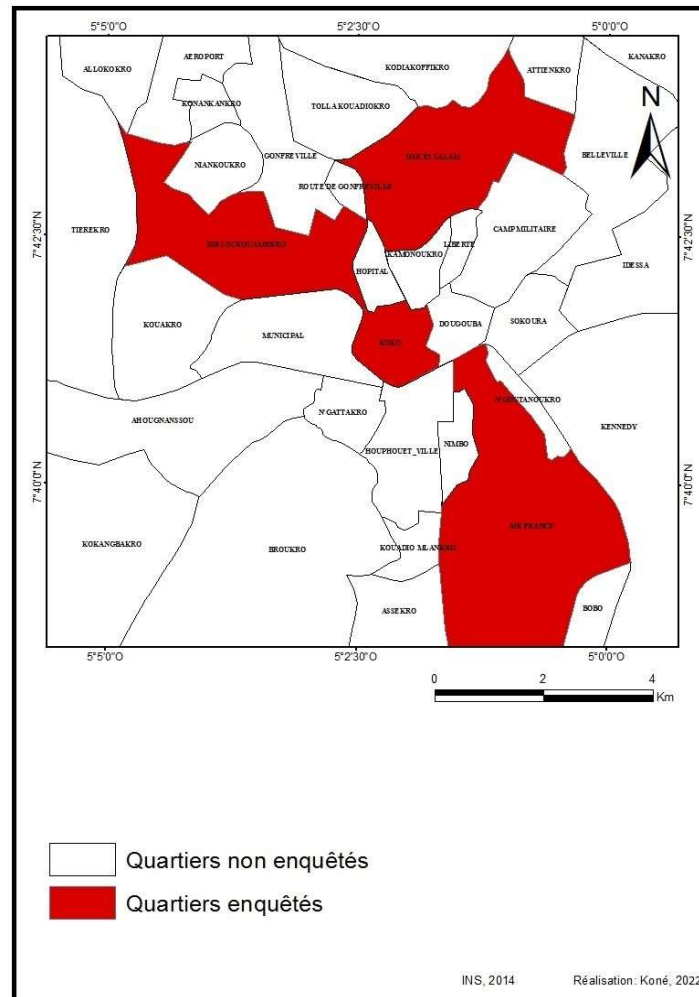 5°5'0"O 5°2'30"O 5°0'0"O
AEROPORT
KANAKRO
ALLOKOKRO
KODIAKOFFIKRO
ATTIENKRO
N
KONANKANKRO
TOLLA KOUADIOKRO
GONFREVILLE
BELLEVILLE
DAR ES SALAM
NIANKOUKRO
ROUTE DE GONFREVILLE
7°42'30"N
TIEREKRO
CAMP MILITAIRE
7°42'30"N
LIBERTE
KAMONOUKRO
IDESSA
HOPITAL
KOUAKRO
MUNICIPAL
DOUGOUBA
SOKOURA
KOKO
N'GATTAKRO
AHOUGNANSSOU
KENNEDY
NIMBO
HOUPHOUET_VILLE
7°40'0"N
7°40'0"N
AIR FRANCE
KOKANGBAKRO
BROUKRO
KOUADIO MLANKRO
BOBO
ASSEKRO
5°5'0"O 5°2'30"O 5°0'0"O
0 2 4
Km
Quartiers non enquêtés
Quartiers enquêtés
INS, 2014 Réalisation: Koné, 2022